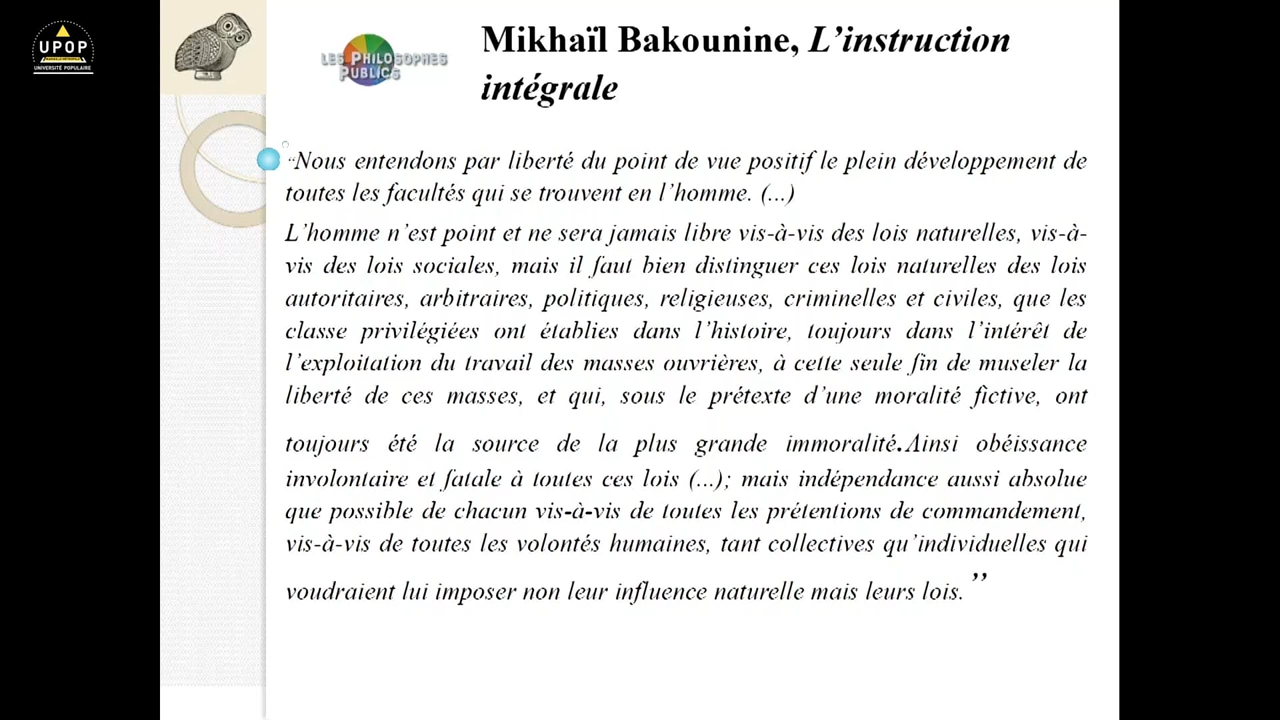 UPOP
UNIVERSITÉ POPULAIRE
LES PHILOSOPHES
PUBLICS
Mikhaïl Bakounine, L’instruction
intégrale
“Nous entendons par liberté du point de vue positif le plein développement de
toutes les facultés qui se trouvent en l’homme. (...)
L’homme n’est point et ne sera jamais libre vis-à-vis des lois naturelles, vis-à-
vis des lois sociales, mais il faut bien distinguer ces lois naturelles des lois
autoritaires, arbitraires, politiques, religieuses, criminelles et civiles, que les
classe privilégiées ont établies dans l’histoire, toujours dans l’intérêt de
l’exploitation du travail des masses ouvrières, à cette seule fin de museler la
liberté de ces masses, et qui, sous le prétexte d’une moralité fictive, ont
toujours été la source de la plus grande immoralité.Ainsi obéissance
involontaire et fatale à toutes ces lois (...); mais indépendance aussi absolue
que possible de chacun vis-à-vis de toutes les prétentions de commandement,
vis-à-vis de toutes les volontés humaines, tant collectives qu’individuelles qui
voudraient lui imposer non leur influence naturelle mais leurs lois.”